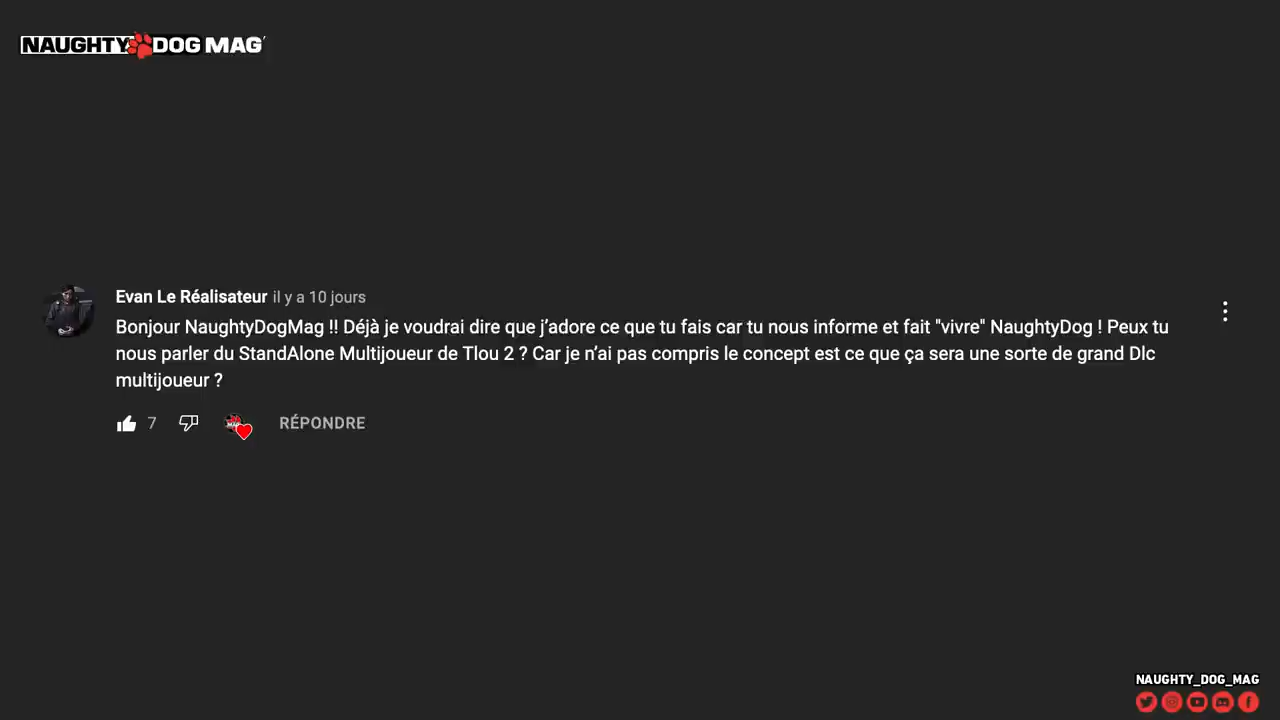 NAUGHTY DOG MAG
Evan Le Réalisateur il y a 10 jours
Bonjour NaughtyDogMag !! Déjà je voudrai dire que j’adore ce que tu fais car tu nous informe et fait "vivre" NaughtyDog ! Peux tu
nous parler du StandAlone Multijoueur de Tlou 2 ? Car je n’ai pas compris le concept est ce que ça sera une sorte de grand Dlc
multijoueur ?
7 RÉPONDRE
NAUGHTY_DOG_MAG